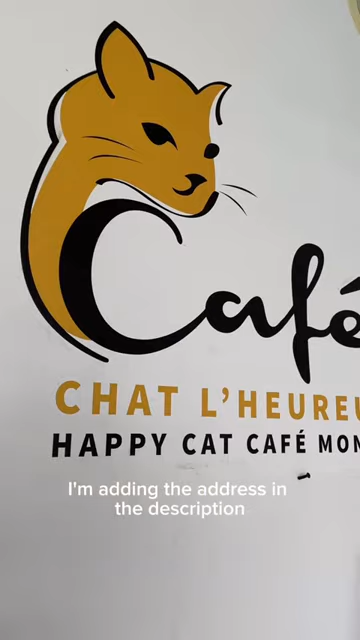 Café
CHAT L'HEUREU
HAPPY CAT CAFÉ MON
I'm adding the address in
the description